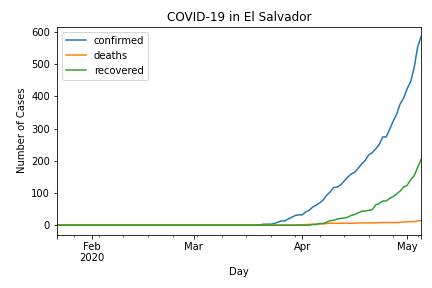 COVID-19 in El Salvador
confirmed
deaths
recovered
Number of Cases
600
500
400
300
200
100
0
Feb
2020
Mar
Apr
May
Day